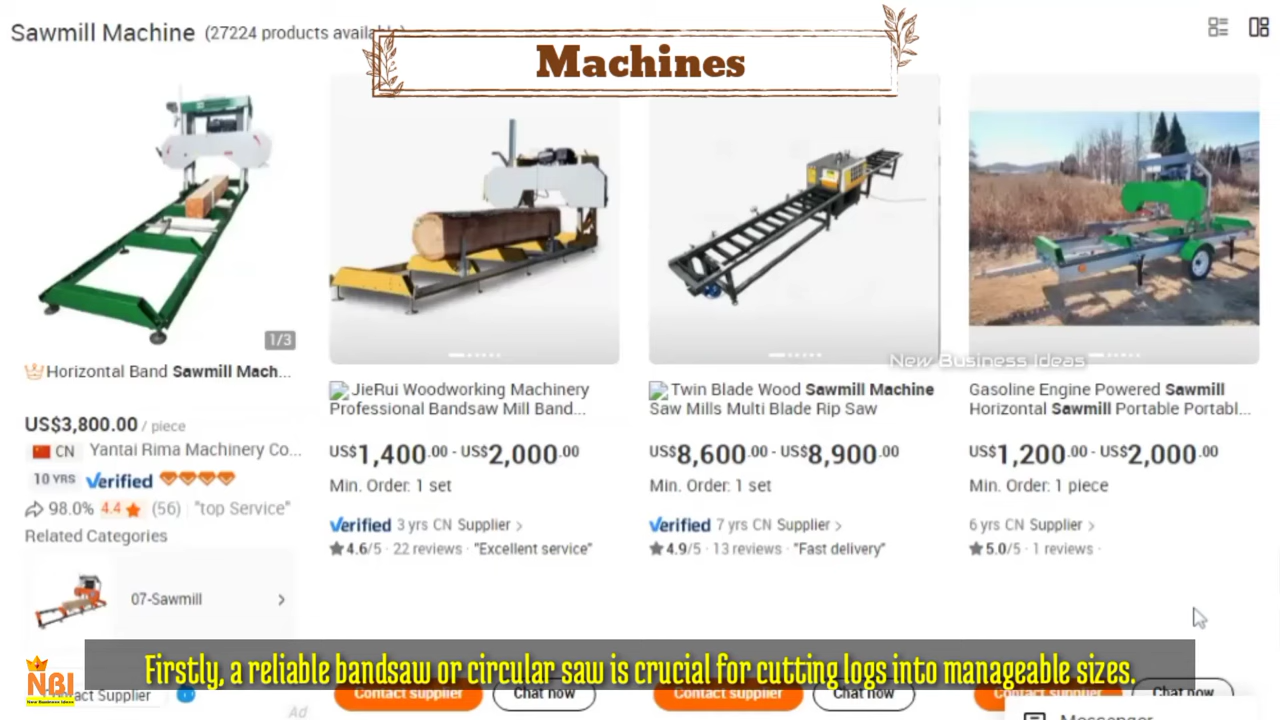 Sawmill Machine (27224 products available)
Machines
1/3
New Business Ideas
Horizontal Band Sawmill Mach...
US$3,800.00 / piece
CN Yantai Rima Machinery Co...
10 YRS Verified
98.0% 4.4 (56) "top Service"
Related Categories
07-Sawmill
JieRui Woodworking Machinery
Professional Bandsaw Mill Band...
US$1,400.00 - US$2,000.00
Min. Order: 1 set
Verified 3 yrs CN Supplier >
4.6/5 · 22 reviews · "Excellent service"
Twin Blade Wood Sawmill Machine
Saw Mills Multi Blade Rip Saw
US$8,600.00 - US$8,900.00
Min. Order: 1 set
Verified 7 yrs CN Supplier >
4.9/5 · 13 reviews · "Fast delivery"
Gasoline Engine Powered Sawmill
Horizontal Sawmill Portable Portabl...
US$1,200.00 - US$2,000.00
Min. Order: 1 piece
6 yrs CN Supplier >
5.0/5 · 1 reviews ·
Firstly, a reliable bandsaw or circular saw is crucial for cutting logs into manageable sizes.
NBI
New Business Ideas
Supplier
Contact supplier
Chat now
Contact supplier
Chat now
Contact supplier
Chat now
Ad
Messenger